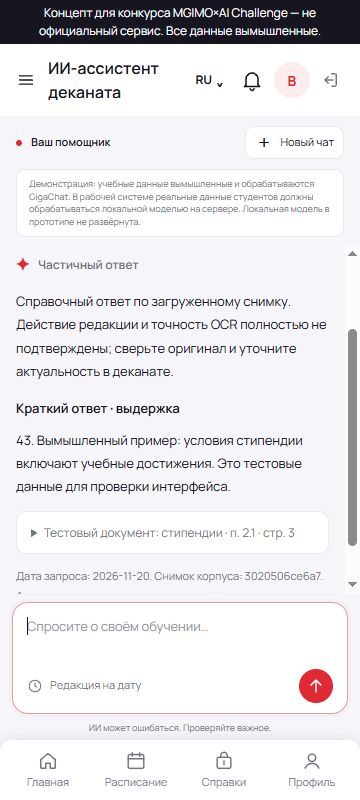 Концепт для конкурса MGIMO×AI Challenge — не
официальный сервис. Все данные вымышленные.
ИИ-ассистент
деканата
RU
B
Ваш помощник
+ Новый чат
Демонстрация: учебные данные вымышленные и обрабатываются
GigaChat. В рабочей системе реальные данные студентов должны
обрабатываться локальной моделью на сервере. Локальная модель в
прототипе не развёрнута.
Частичный ответ
Справочный ответ по загруженному снимку.
Действие редакции и точность OCR полностью не
подтверждены; сверьте оригинал и уточните
актуальность в деканате.
Краткий ответ · выдержка
43. Вымышленный пример: условия стипендии
включают учебные достижения. Это тестовые
данные для проверки интерфейса.
Тестовый документ: стипендии · п. 2.1 · стр. 3
Дата запроса: 2026-11-20. Снимок корпуса: 3020506ce6a7.
Спросите о своём обучении...
Редакция на дату
ИИ может ошибаться. Проверяйте важное.
Главная
Расписание
Справки
Профиль